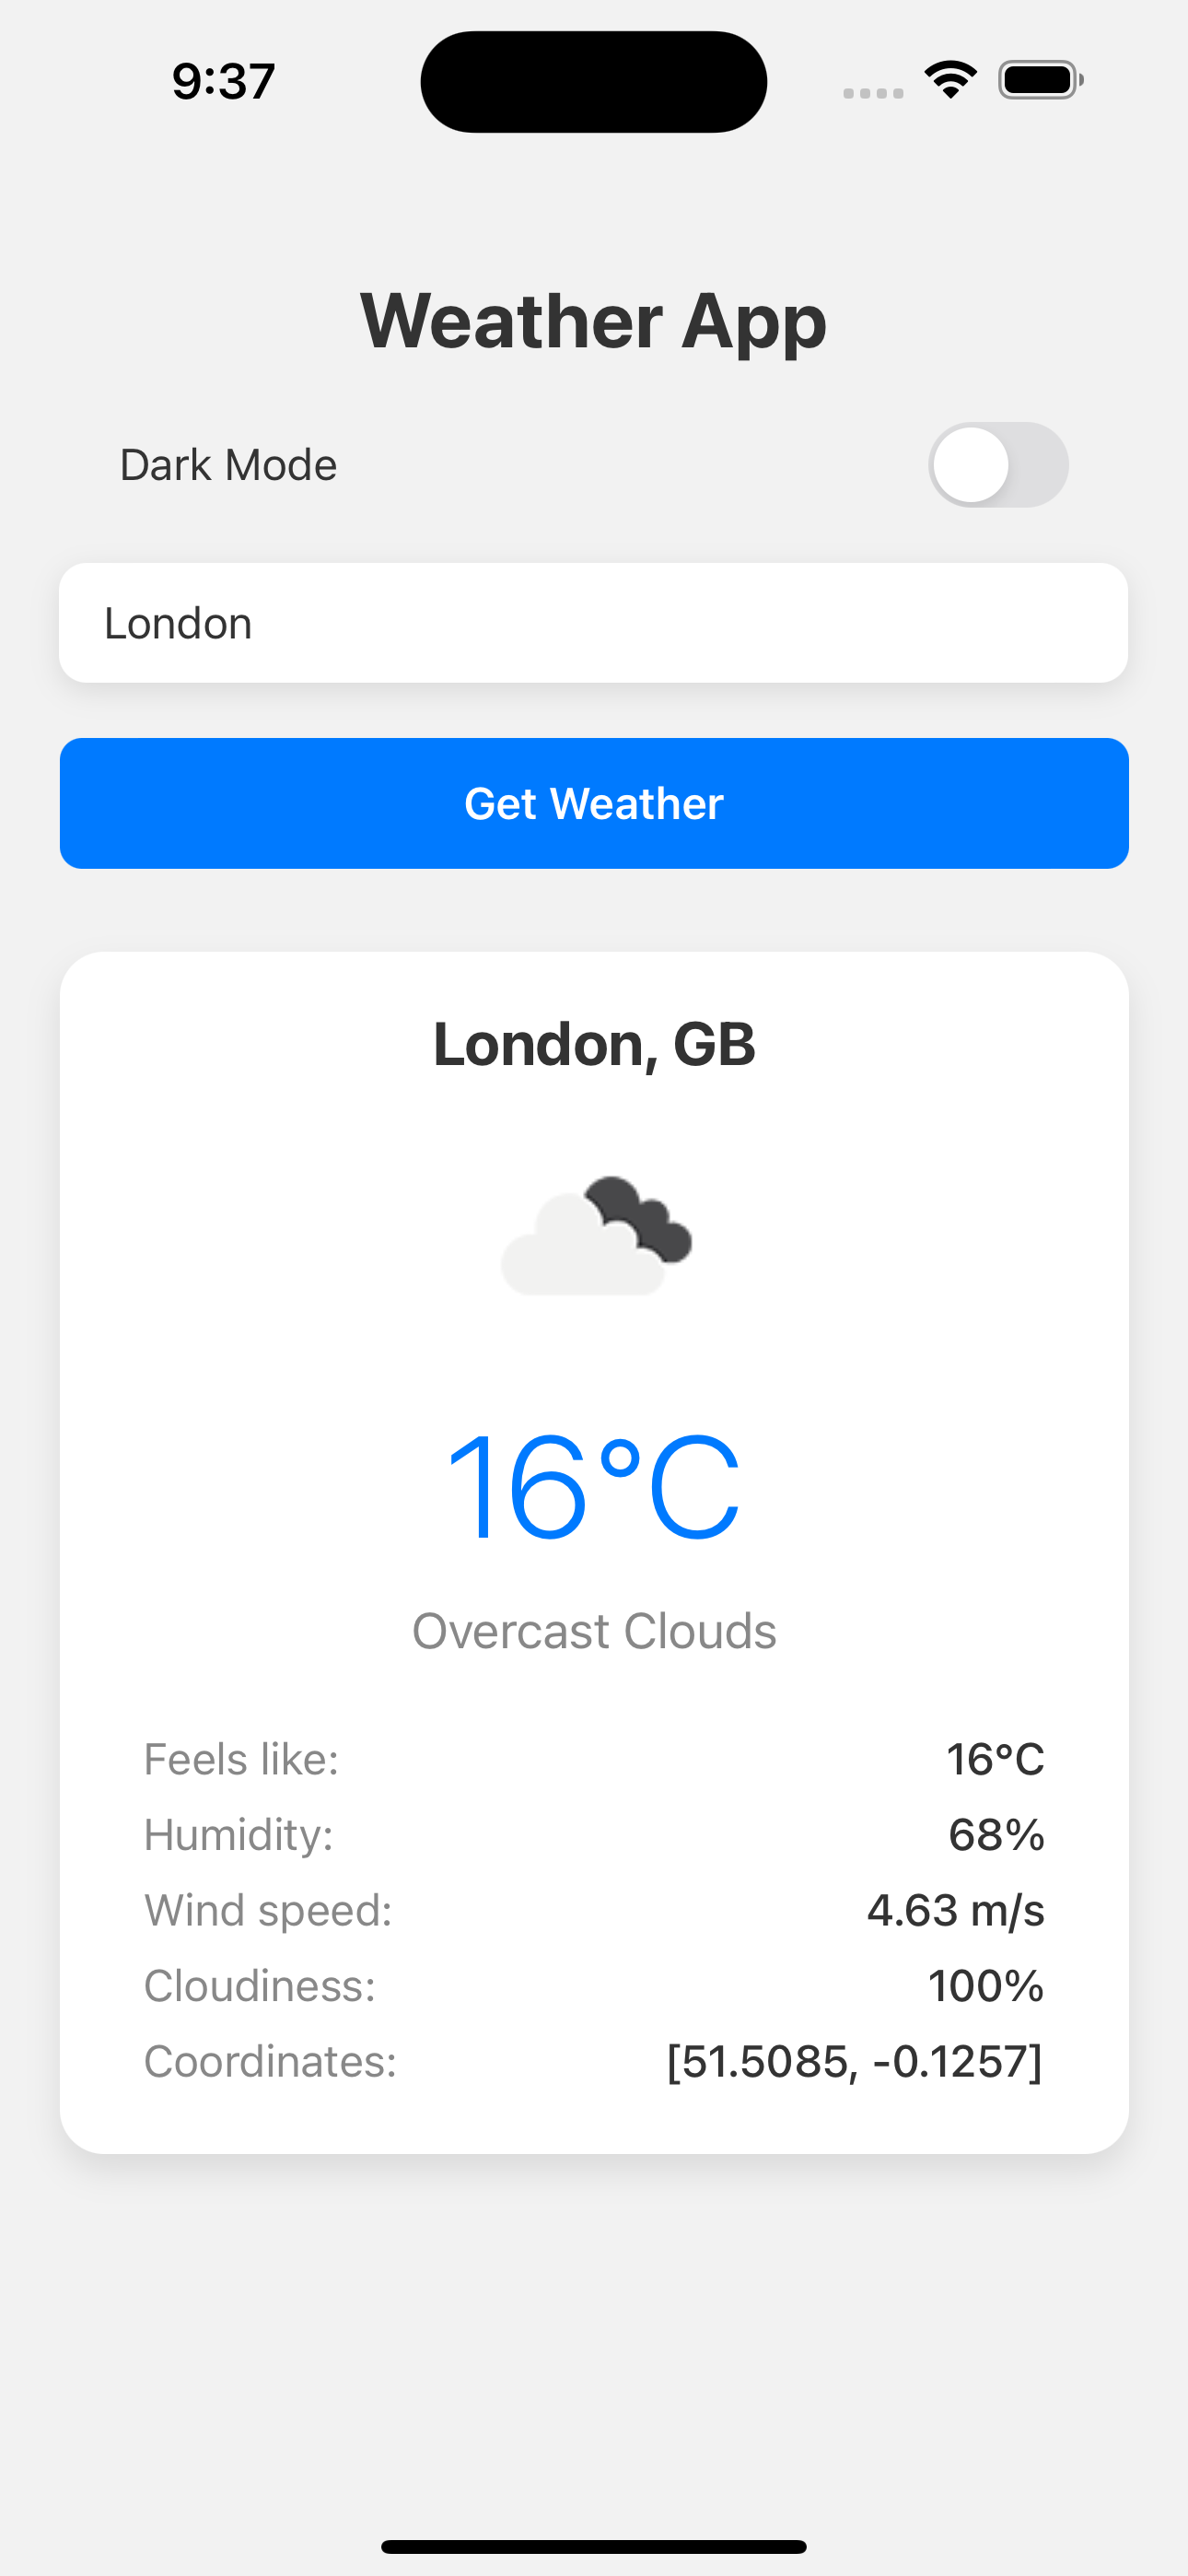 9:37
Weather App
Dark Mode
London
Get Weather
London, GB
16°C
Overcast Clouds
Feels like: 16°C
Humidity: 68%
Wind speed: 4.63 m/s
Cloudiness: 100%
Coordinates: [51.5085, -0.1257]